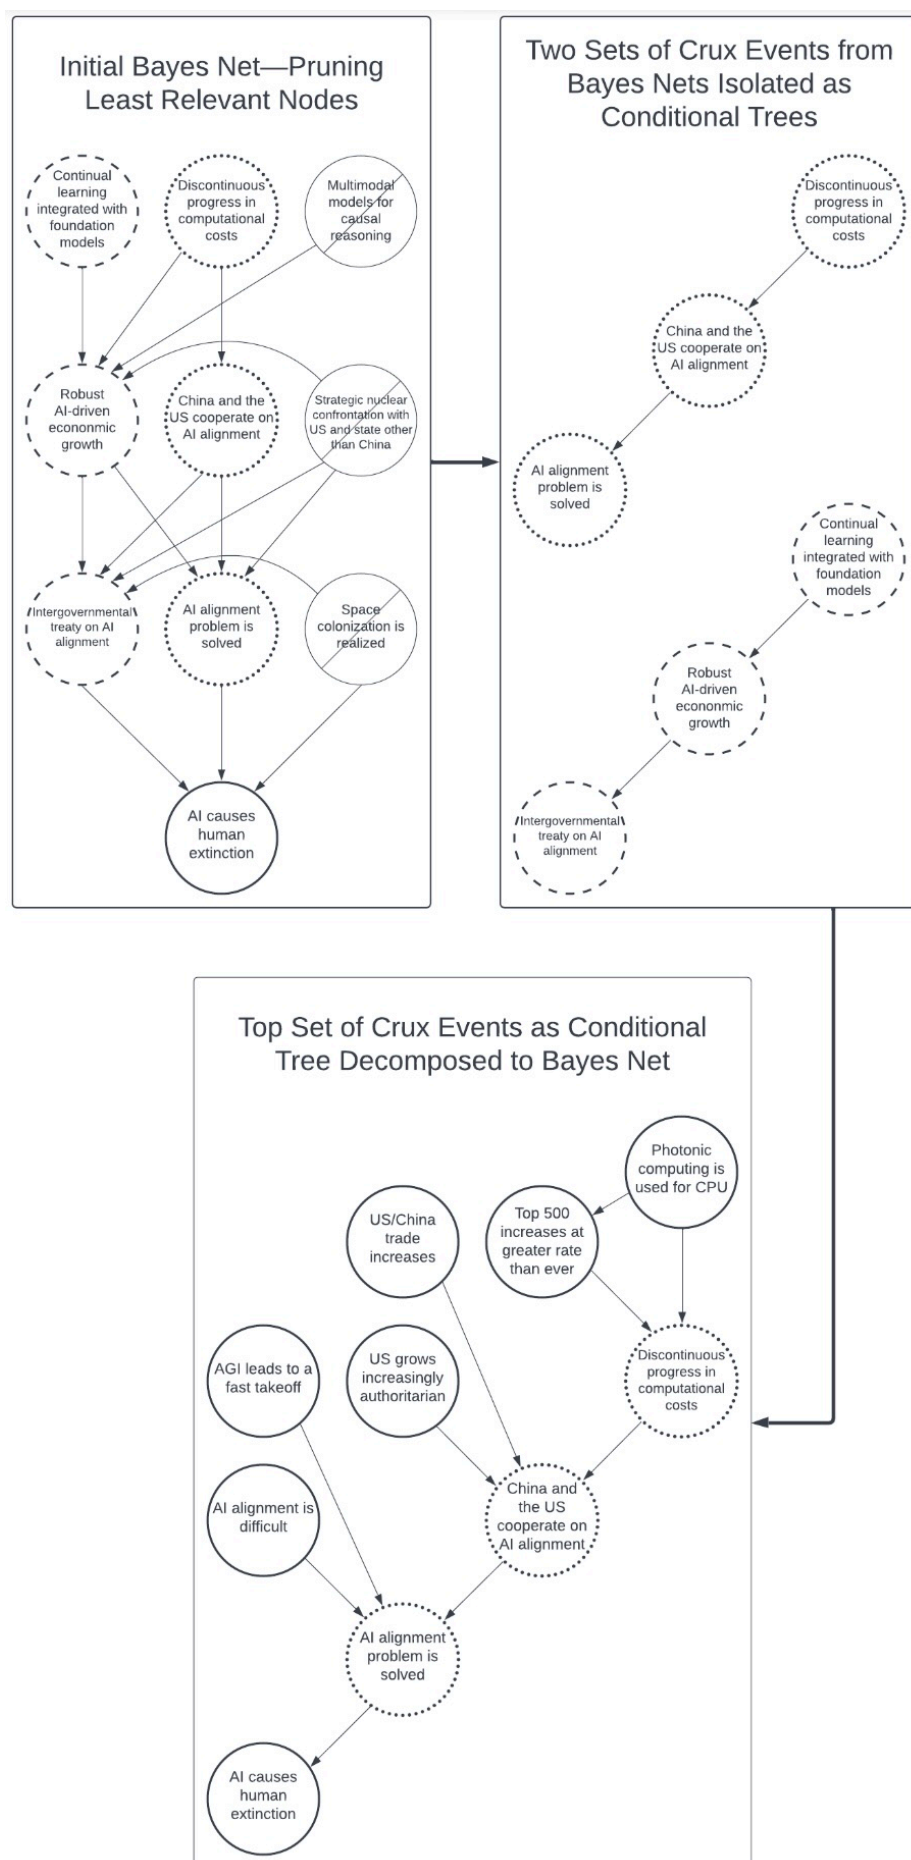 Initial Bayes Net—Pruning
Least Relevant Nodes
Continual
learning
integrated with
foundation
models
Discontinuous
progress in
computational
costs
Multimodal
models for
causal
reasoning
Robust
AI-driven
econonmic
growth
China and the
US cooperate on
AI alignment
Strategic nuclear
confrontation with
US and state other
than China
Intergovernmental
treaty on AI
alignment
AI alignment
problem is
solved
Space
colonization is
realized
AI causes
human
extinction
Two Sets of Crux Events from
Bayes Nets Isolated as
Conditional Trees
Discontinuous
progress in
computational
costs
China and the
US cooperate on
AI alignment
AI alignment
problem is
solved
Continual
learning
integrated with
foundation
models
Robust
AI-driven
econonmic
growth
Intergovernmental
treaty on AI
alignment
Top Set of Crux Events as Conditional
Tree Decomposed to Bayes Net
Photonic
computing is
used for CPU
Top 500
increases at
greater rate
than ever
US/China
trade
increases
Discontinuous
progress in
computational
costs
US grows
increasingly
authoritarian
AGI leads to a
fast takeoff
China and
the US
cooperate on
AI alignment
AI alignment is
difficult
AI alignment
problem is
solved
AI causes
human
extinction